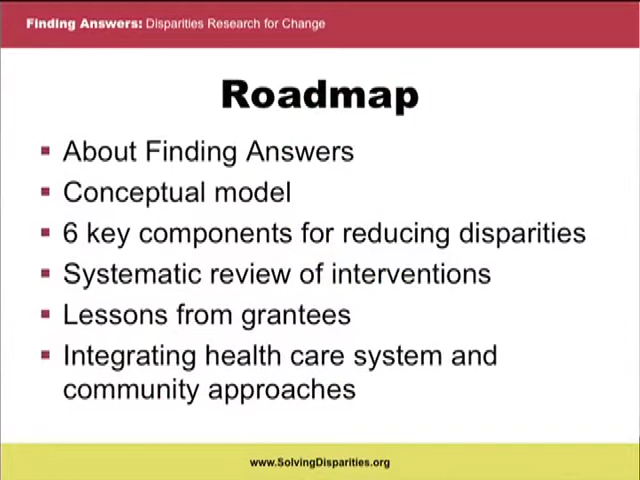 Finding Answers: Disparities Research for Change
Roadmap
About Finding Answers
Conceptual model
6 key components for reducing disparities
Systematic review of interventions
Lessons from grantees
Integrating health care system and
community approaches
www.SolvingDisparities.org